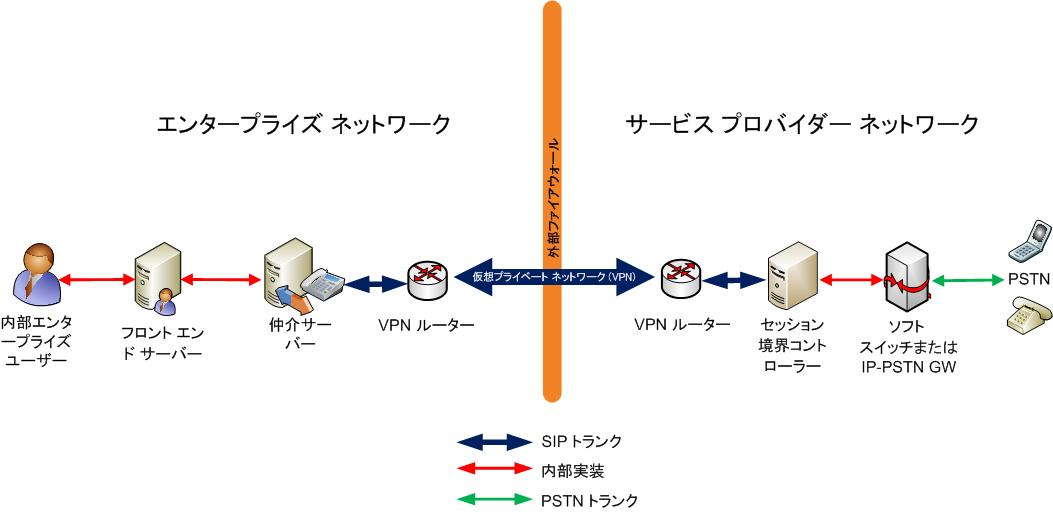 エンタープライズ ネットワーク
サービス プロバイダー ネットワーク
外部ファイアウォール
仮想プライベート ネットワーク（VPN）
内部エンタ
ープライズ
ユーザー
フロント エン
ド サーバー
仲介サー
バー
VPN ルーター
VPN ルーター
セッション
境界コント
ローラー
ソフト
スイッチまたは
IP-PSTN GW
PSTN
SIP トランク
内部実装
PSTN トランク